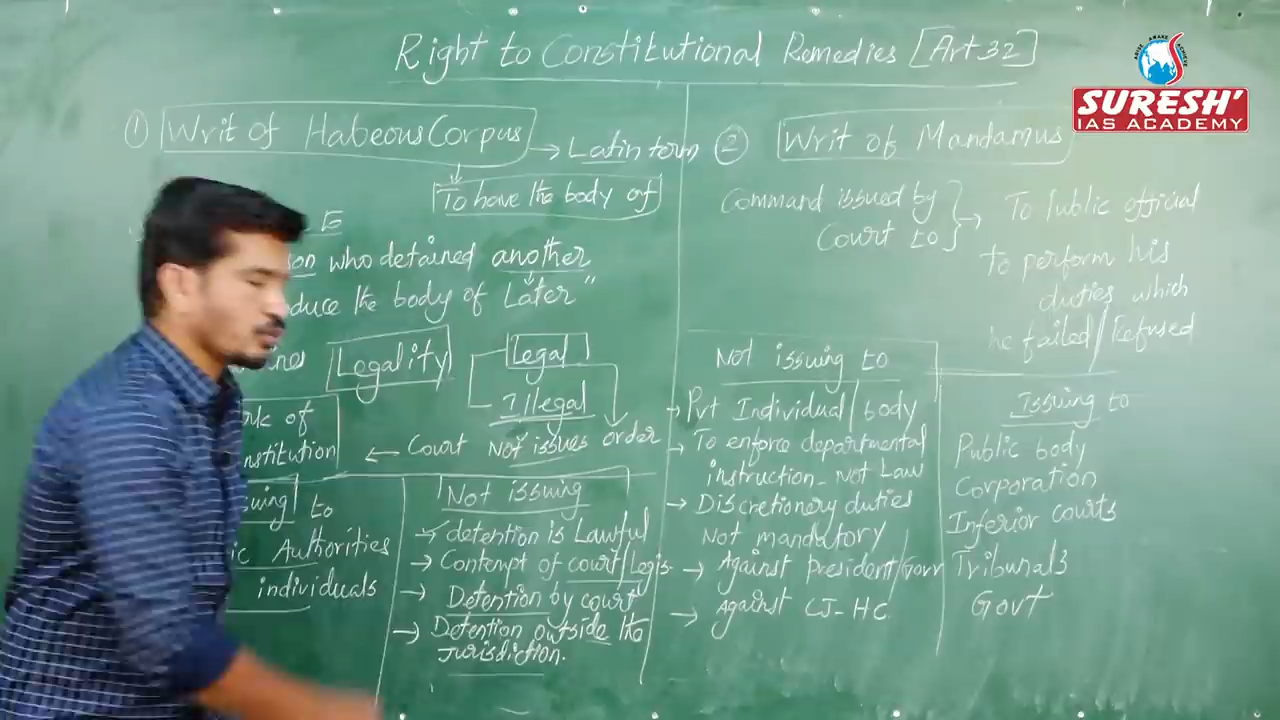 Right to Constitutional Remedies [Art 32]
SURESH'
IAS ACADEMY
① Writ of HabeousCorpus → Latin term
To have the body of
who detained another
the body of Later"
Legality
Legal
Illegal
← Court Not issues order
to
Authorities
individuals
Not issuing
detention is Lawful
→ Contempt of court/Legis
→ Detention by court
→ Detention outside the
Jurisdiction.
② Writ of Mandamus
Command issued by
Court to
→ To Public official
to perform his
duties which
he failed/Refused
Not issuing to
→ Pvt Individual/body
→ To enforce departmental
instruction - Not Law
→ Discretionery duties
Not mandatory
→ Against president/Govr
→ Against CJ-HC
Issuing to
Public body
Corporation
Inferior courts
Tribunals
Govt